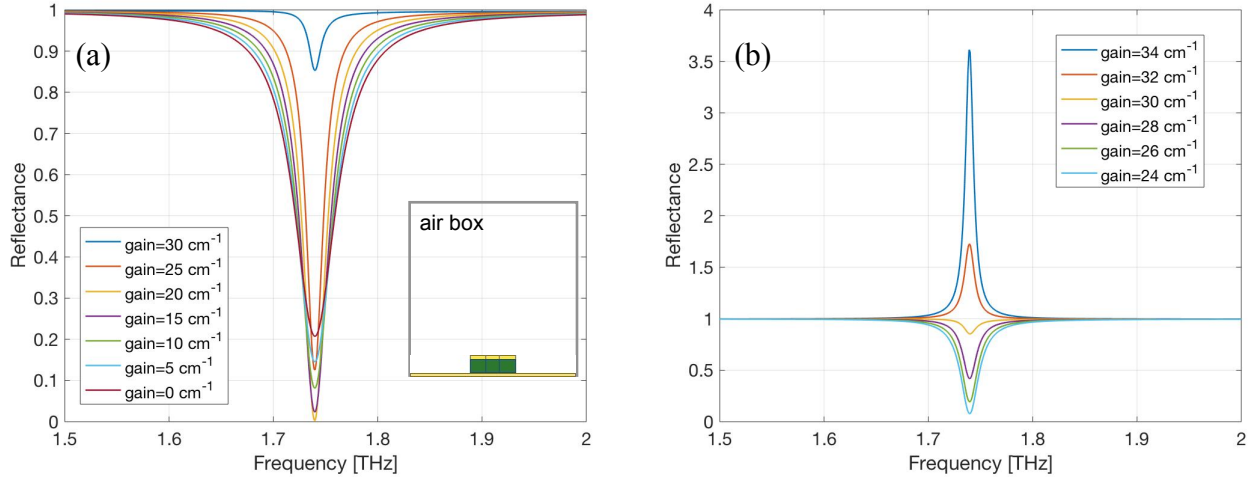 (a)
Reflectance
1
0.9
0.8
0.7
0.6
0.5
0.4
0.3
0.2
0.1
0
1.5
1.6
1.7
1.8
1.9
2
Frequency [THz]
gain=30 cm⁻¹
gain=25 cm⁻¹
gain=20 cm⁻¹
gain=15 cm⁻¹
gain=10 cm⁻¹
gain=5 cm⁻¹
gain=0 cm⁻¹
air box
(b)
Reflectance
4
3.5
3
2.5
2
1.5
1
0.5
0
1.5
1.6
1.7
1.8
1.9
2
Frequency [THz]
gain=34 cm⁻¹
gain=32 cm⁻¹
gain=30 cm⁻¹
gain=28 cm⁻¹
gain=26 cm⁻¹
gain=24 cm⁻¹